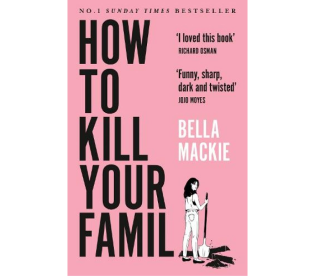 NO.1 SUNDAY TIMES BESTSELLER
HOW
TO
KILL
YOUR
FAMIL
'I loved this book'
RICHARD OSMAN
'Funny, sharp,
dark and twisted'
JOJO MOYES
BELLA
MACKIE